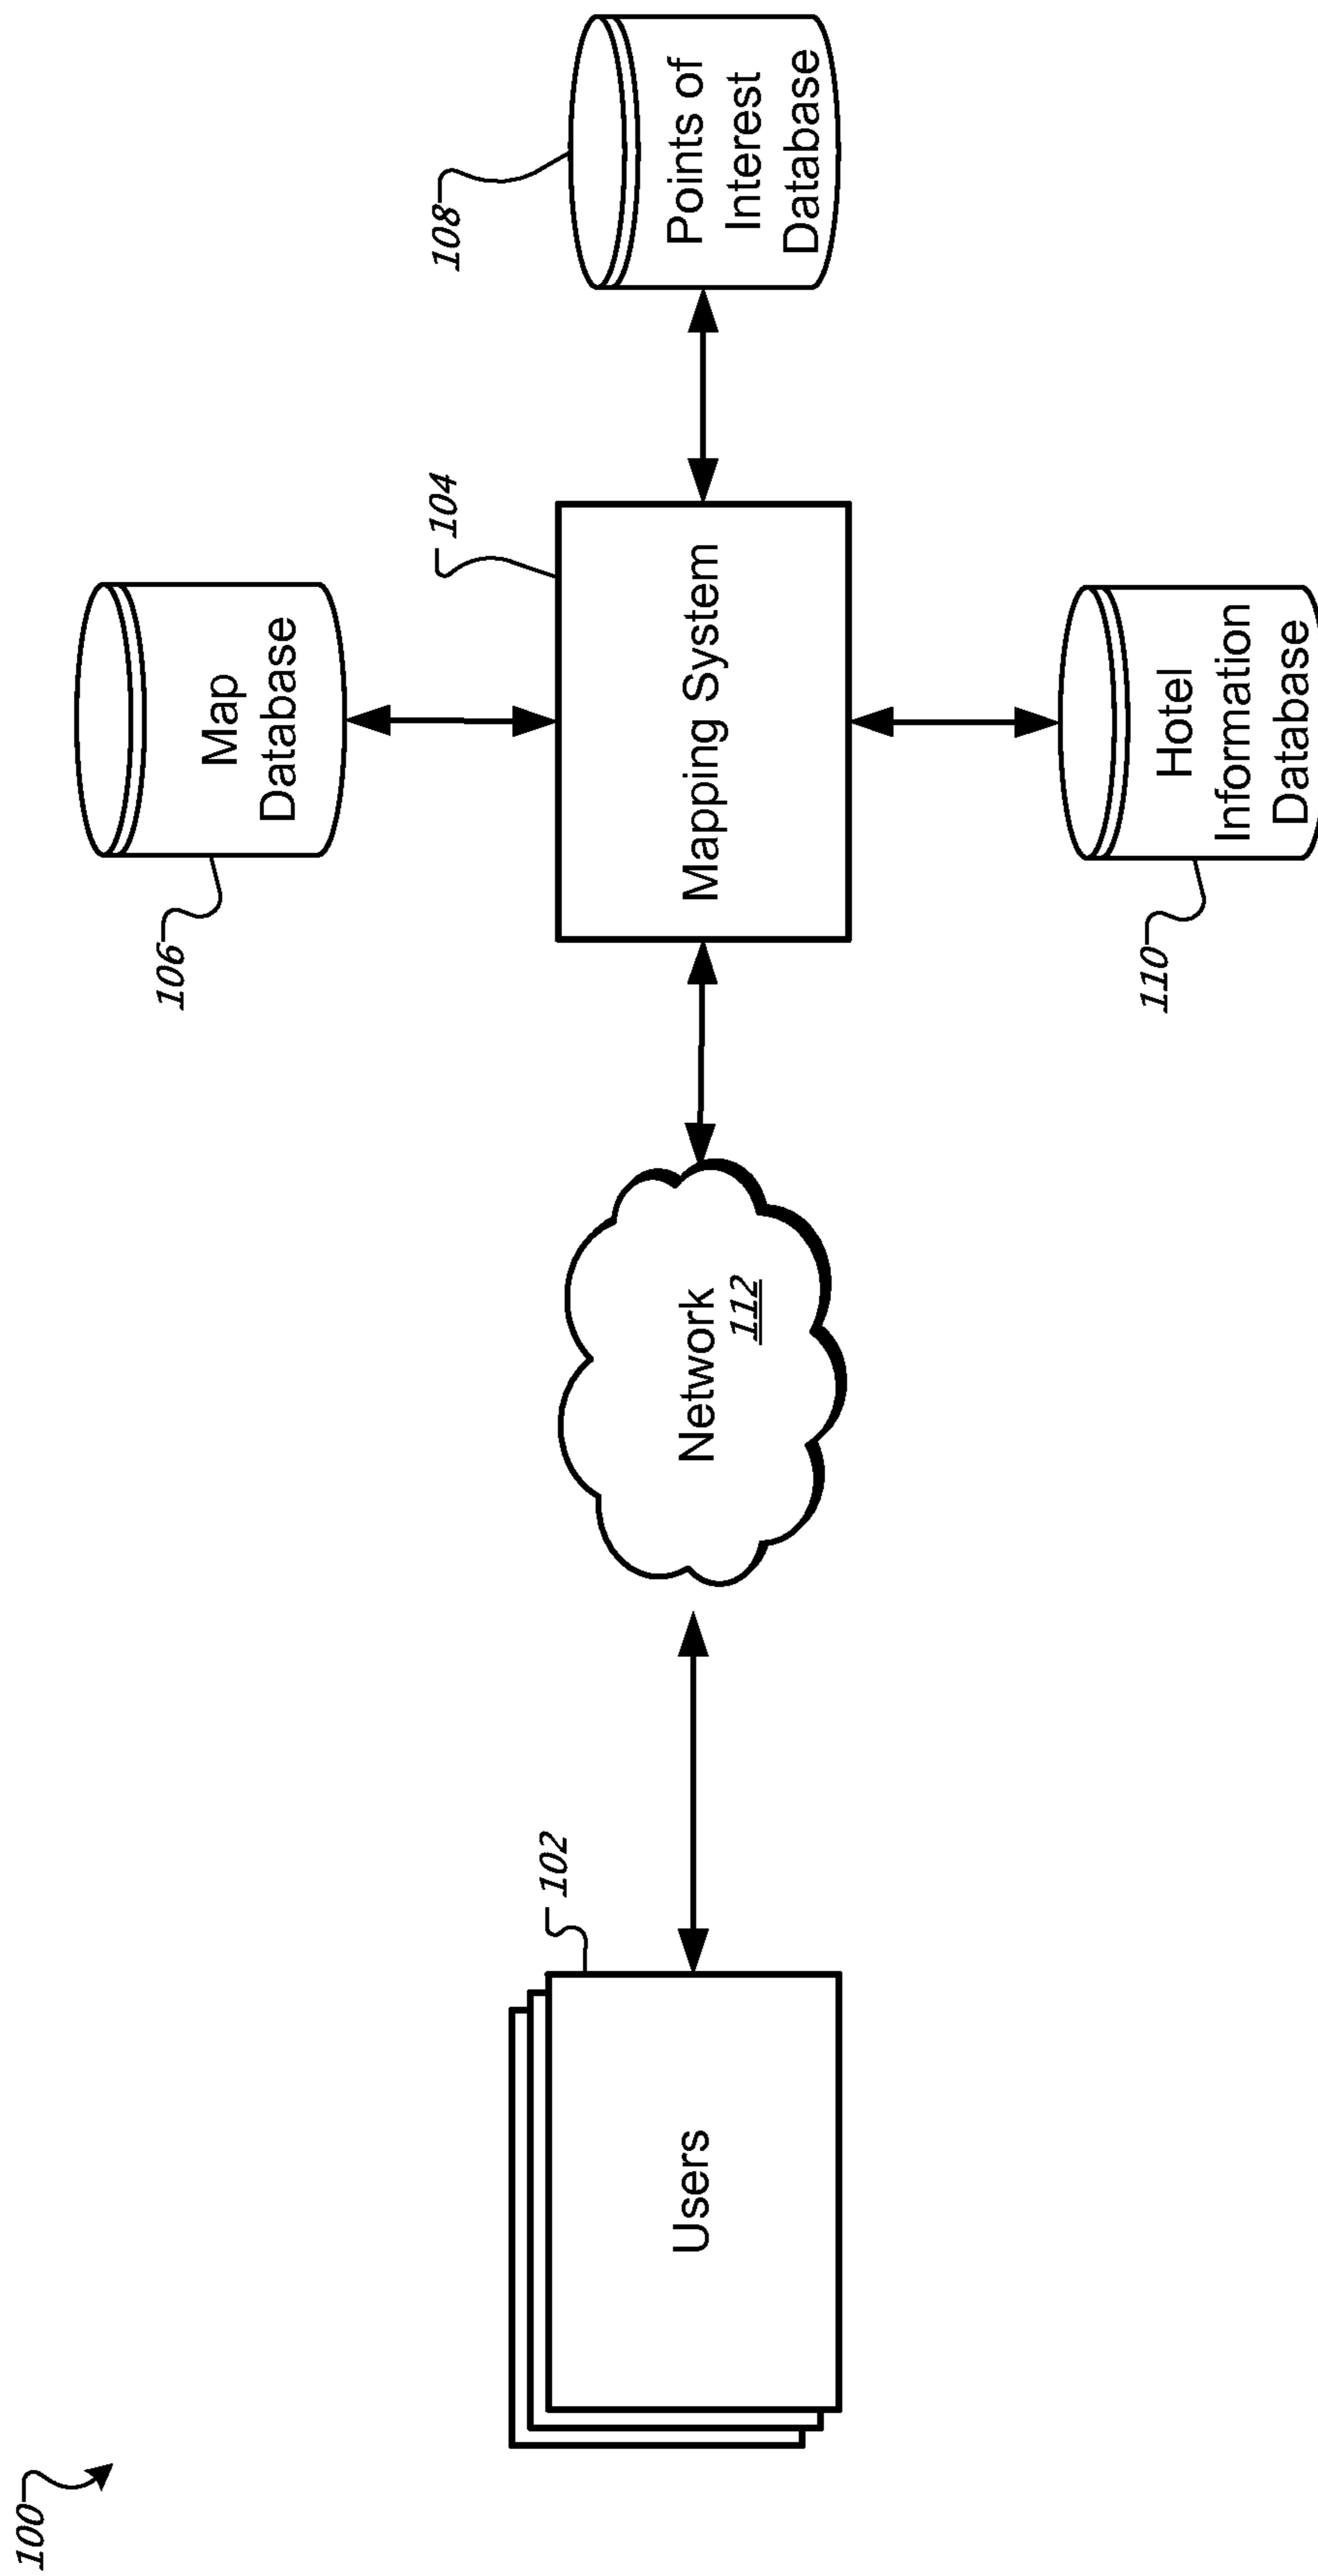 100
106
Map
Database
104
108
102
Users
Network
112
Mapping System
Points of
Interest
Database
110
Hotel
Information
Database